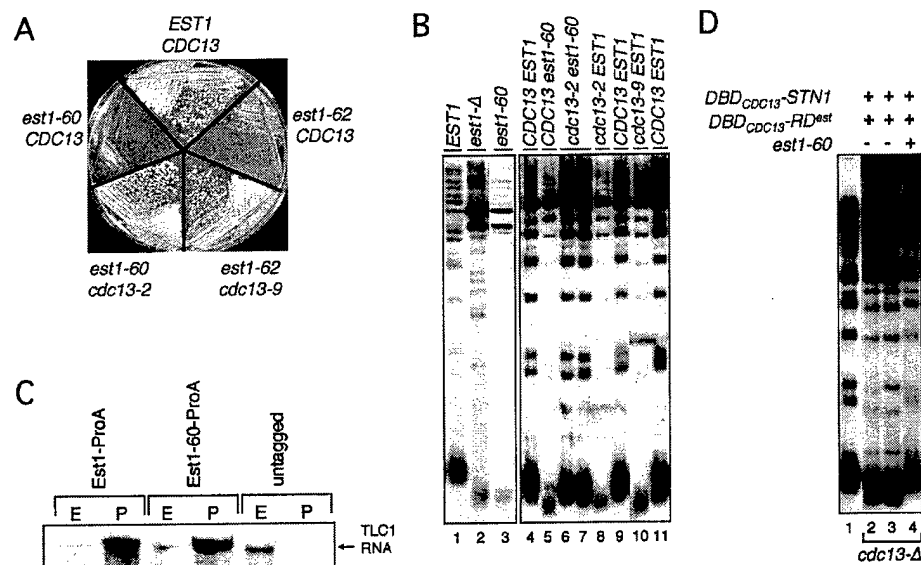 A
EST1
CDC13
est1-60
CDC13
est1-62
CDC13
est1-60
cdc13-2
est1-62
cdc13-9
B
EST1
est1-Δ
est1-60
CDC13 EST1
CDC13 est1-60
cdc13-2 est1-60
cdc13-2 EST1
CDC13 EST1
cdc13-9 EST1
CDC13 EST1
1 2 3 4 5 6 7 8 9 10 11
C
Est1-ProA
Est1-60-ProA
untagged
E P E P E P
TLC1
← RNA
D
DBDCDC13-STN1 + + +
DBDCDC13-RDest + + +
est1-60 - - +
1 2 3 4
cdc13-Δ